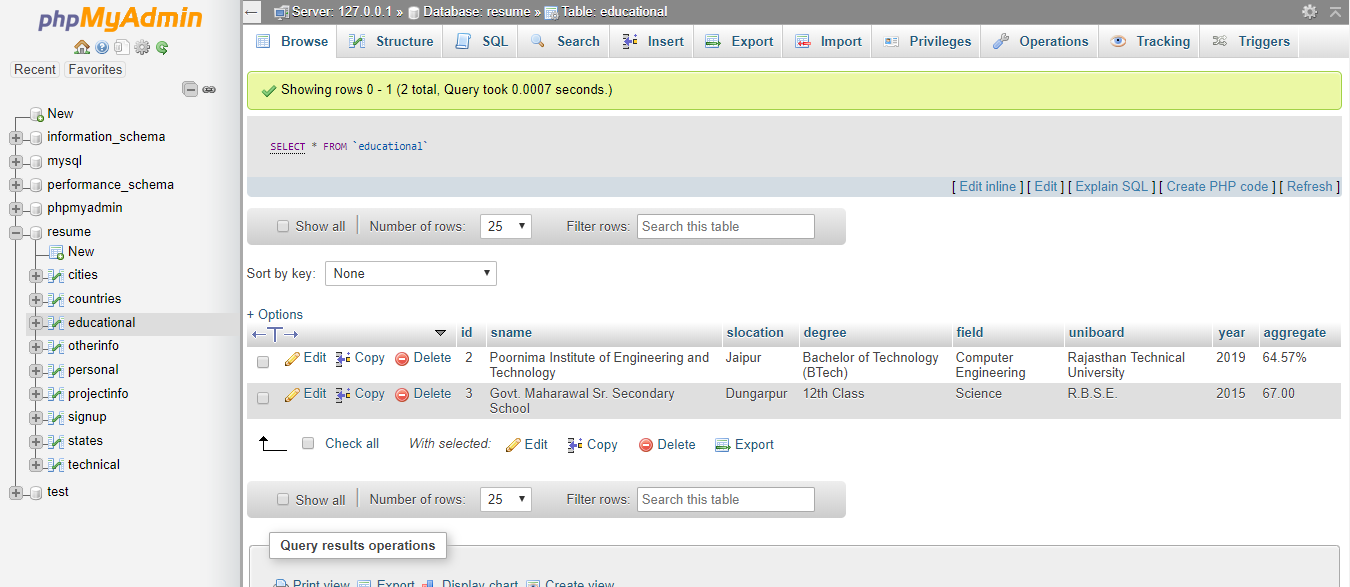 phpMyAdmin
Recent Favorites
New
information_schema
mysql
performance_schema
phpmyadmin
resume
New
cities
countries
educational
otherinfo
personal
projectinfo
signup
states
technical
test
Server: 127.0.0.1 » Database: resume » Table: educational
Browse Structure SQL Search Insert Export Import Privileges Operations Tracking Triggers
Showing rows 0 - 1 (2 total, Query took 0.0007 seconds.)
SELECT * FROM `educational`
[ Edit inline ] [ Edit ] [ Explain SQL ] [ Create PHP code ] [ Refresh ]
Show all Number of rows: 25 Filter rows: Search this table
Sort by key: None
+ Options
←T→ id sname slocation degree field uniboard year aggregate
Edit Copy Delete 2 Poornima Institute of Engineering and Jaipur Bachelor of Technology Computer Rajasthan Technical 2019 64.57%
Technology (BTech) Engineering University
Edit Copy Delete 3 Govt. Maharawal Sr. Secondary Dungarpur 12th Class Science R.B.S.E. 2015 67.00
School
Check all With selected: Edit Copy Delete Export
Show all Number of rows: 25 Filter rows: Search this table
Query results operations
Print view Export Display chart Create view